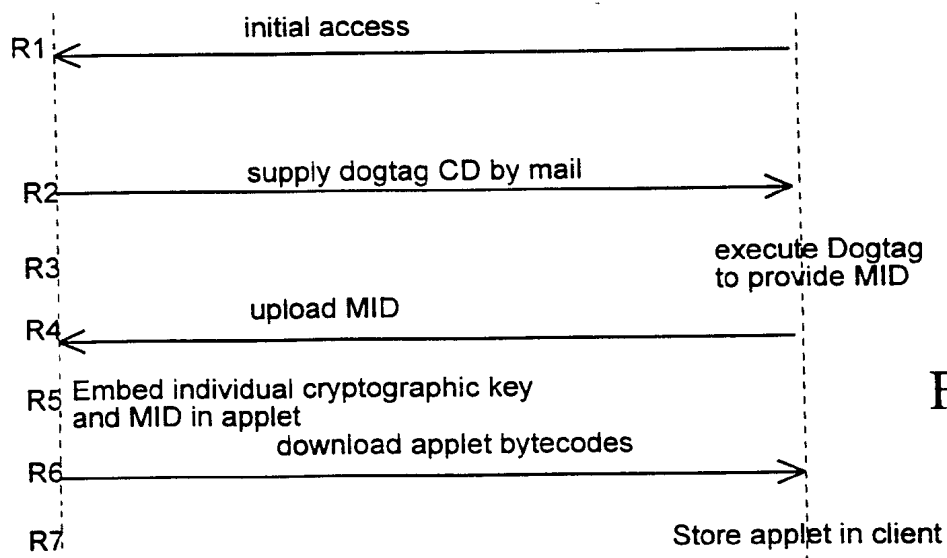 initial access
R1
supply dogtag CD by mail
R2
execute Dogtag
R3
to provide MID
upload MID
R4
R5 Embed individual cryptographic key
and MID in applet
download applet bytecodes
R6
Store applet in client
R7